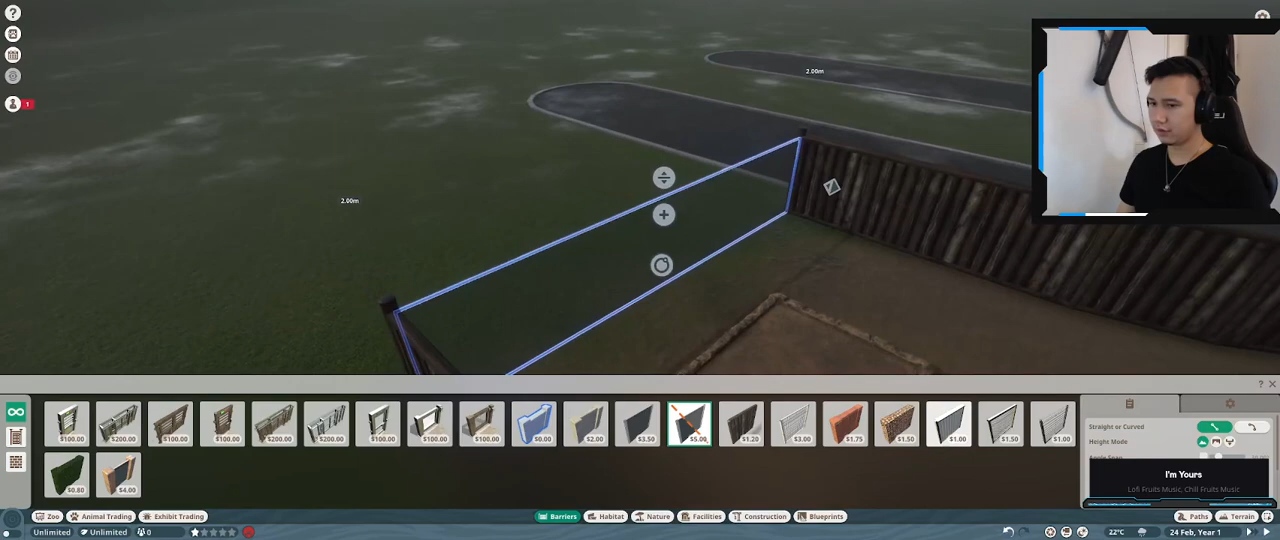 ?
1
2.00m
2.00m
? ×
$100.00 $200.00 $100.00 $100.00 $200.00 $200.00 $100.00 $100.00 $100.00 $0.00 $2.00 $3.50 $5.00 $1.20 $3.00 $1.75 $1.50 $1.00 $1.50 $1.00
$0.80 $4.00
Straight or Curved
Height Mode
I'm Yours
Lofi Fruits Music, Chill Fruits Music
Zoo Animal Trading Exhibit Trading Barriers Habitat Nature Facilities Construction Blueprints Paths Terrain
Unlimited Unlimited 0 22°C 24 Feb, Year 1